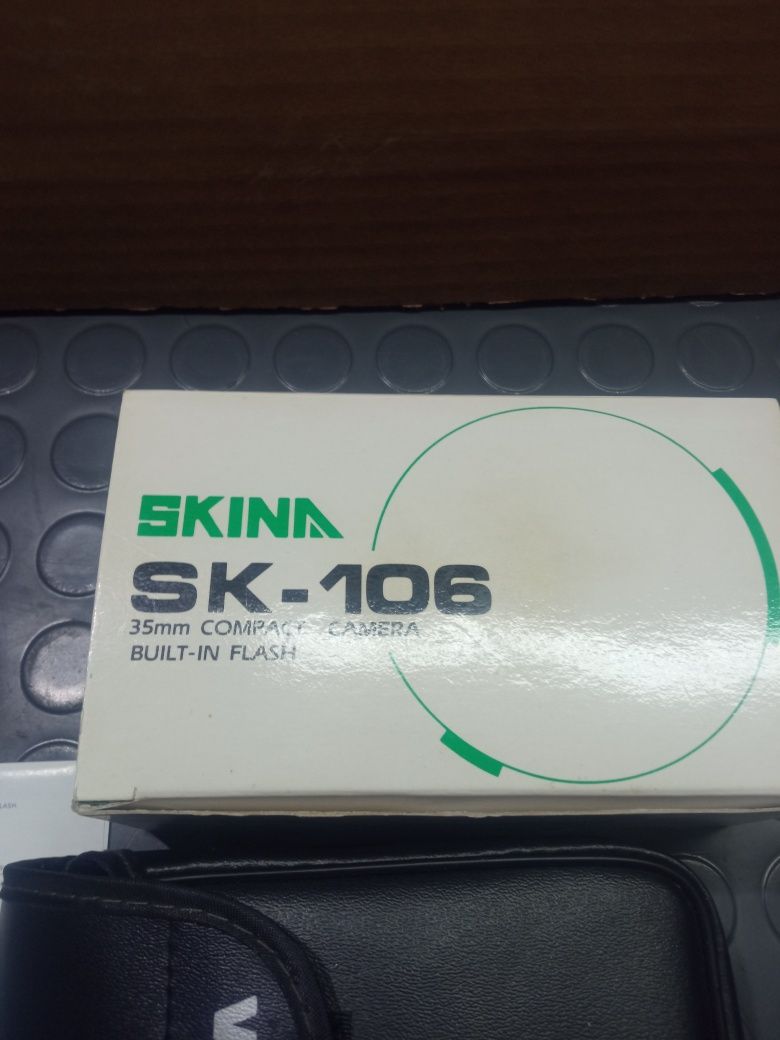 SKINA
SK-106
35mm COMPACT CAMERA
BUILT-IN FLASH